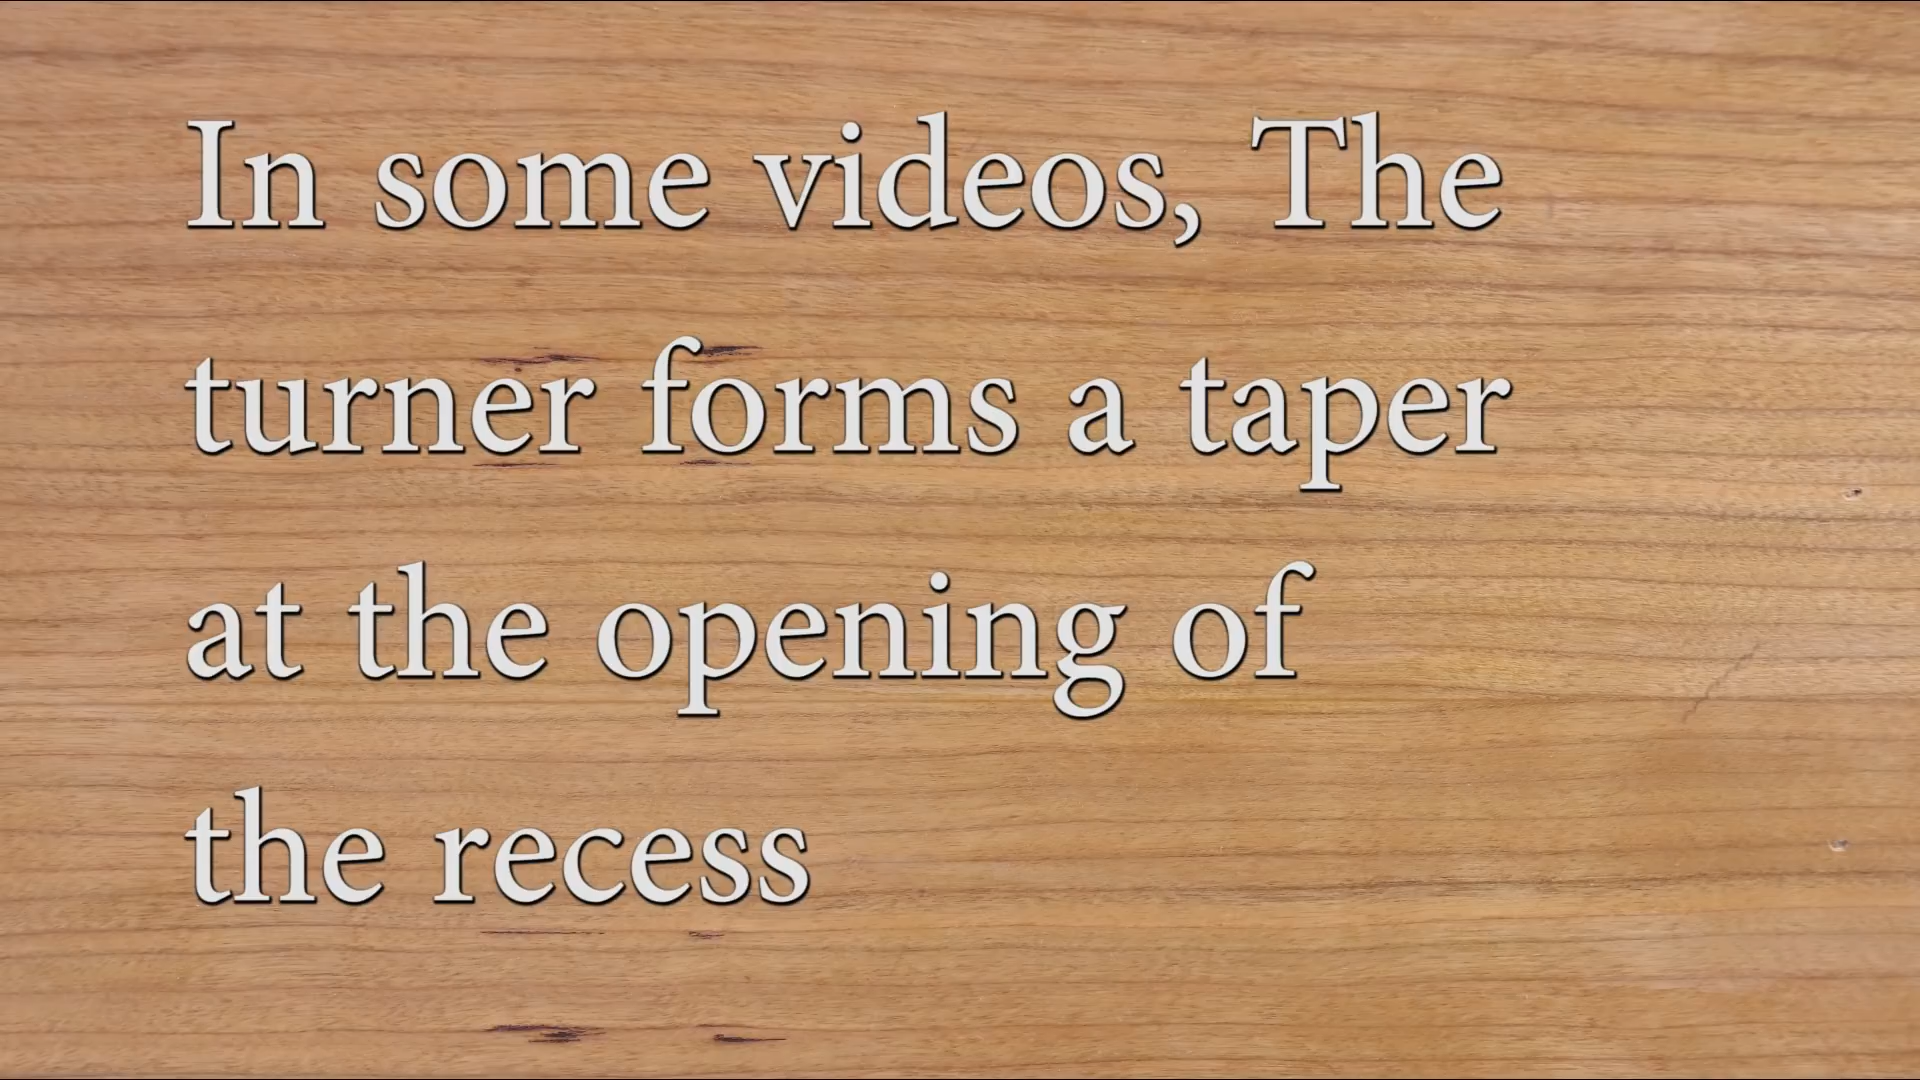 In some videos, The
turner forms a taper
at the opening of
the recess